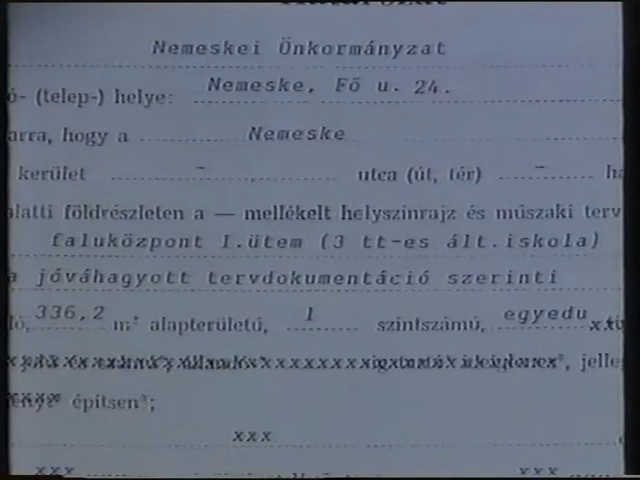 Nemeskei Önkormányzat
ó- (telep-) helye: Nemeske, Fő u. 24.
arra, hogy a Nemeske
kerület - utca (út, tér) - ha
alatti földrészleten a — mellékelt helyszínrajz és műszaki terv
faluközpont I.ütem (3 tt-es ált.iskola)
a jóváhagyott tervdokumentáció szerinti
ló, 336,2 m² alapterületű, 1 szintszámú, egyedu
jelle
építsen*;
xxx
xxx xxx